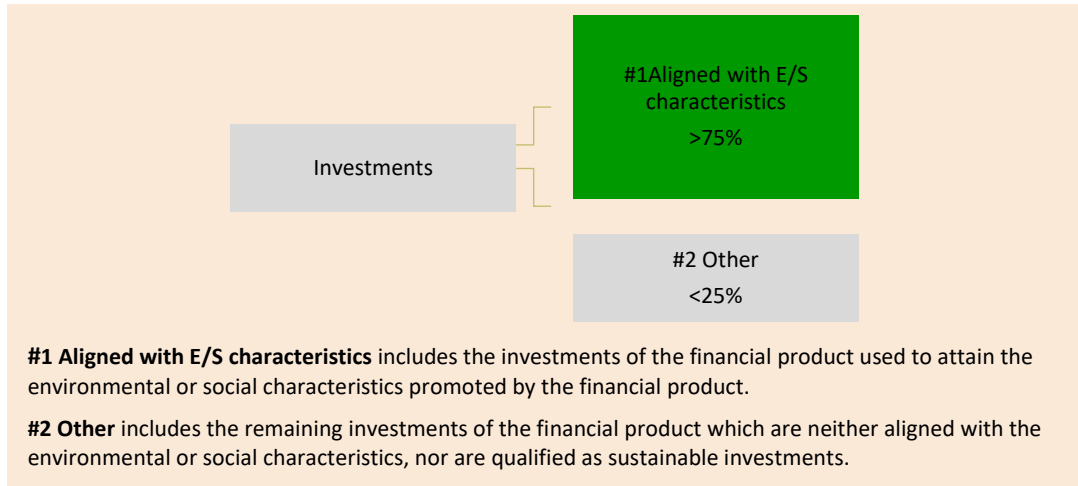 #1Aligned with E/S
characteristics
>75%
Investments
#2 Other
<25%
#1 Aligned with E/S characteristics includes the investments of the financial product used to attain the
environmental or social characteristics promoted by the financial product.
#2 Other includes the remaining investments of the financial product which are neither aligned with the
environmental or social characteristics, nor are qualified as sustainable investments.